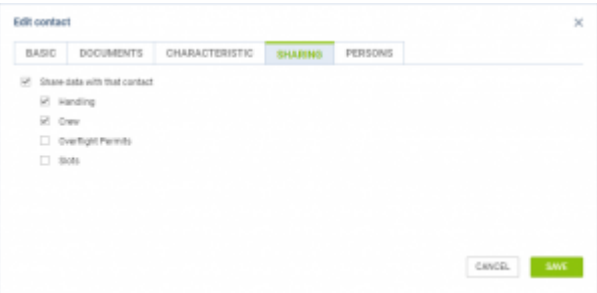 Edit contact
BASIC DOCUMENTS CHARACTERISTIC SHARING PERSONS
Share data with that contact
Handling
Crew
Overflight Permits
Slots
CANCEL SAVE